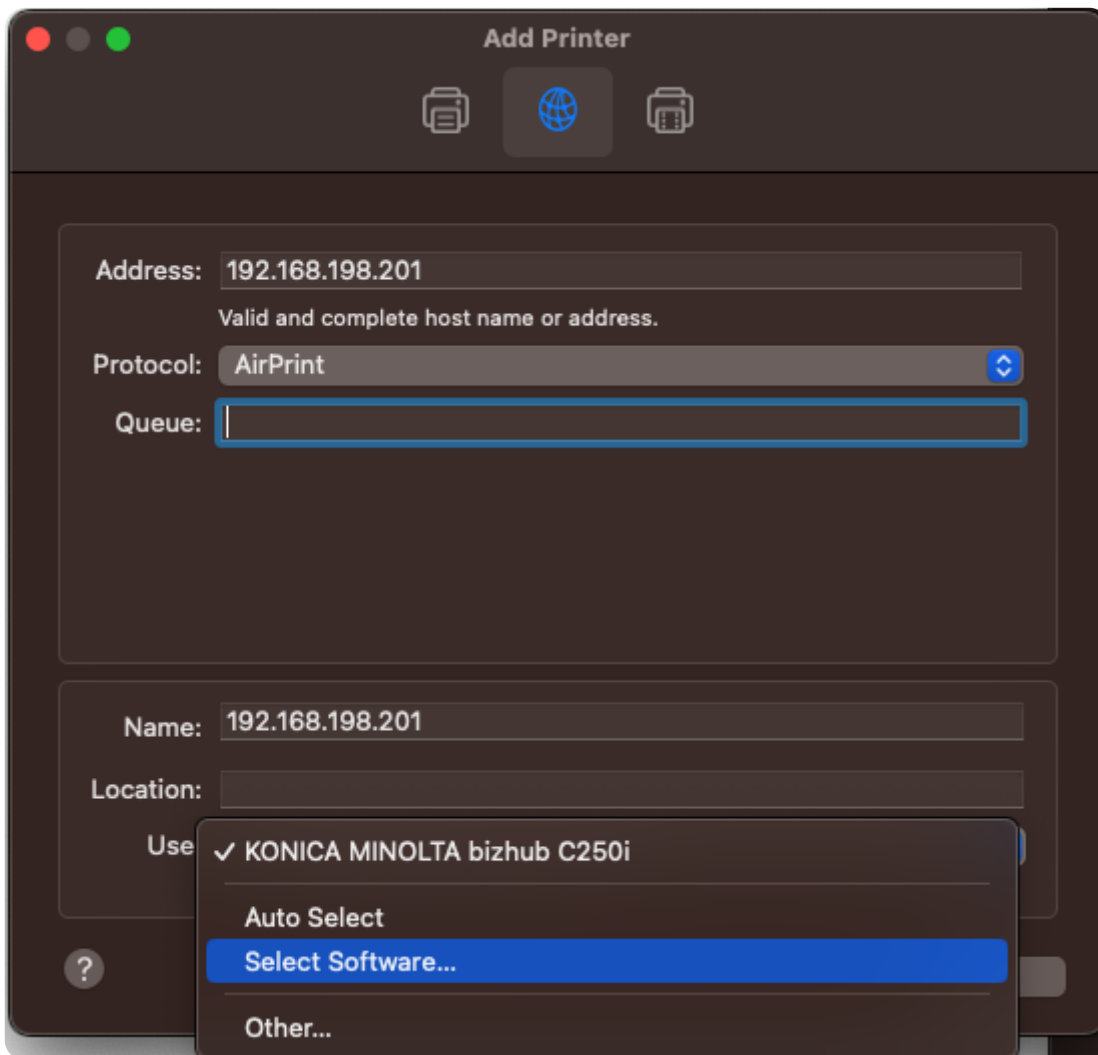 Add Printer
Address: 192.168.198.201
Valid and complete host name or address.
Protocol: AirPrint
Queue:
Name: 192.168.198.201
Location:
Use
✓ KONICA MINOLTA bizhub C250i
Auto Select
Select Software...
?
Other...